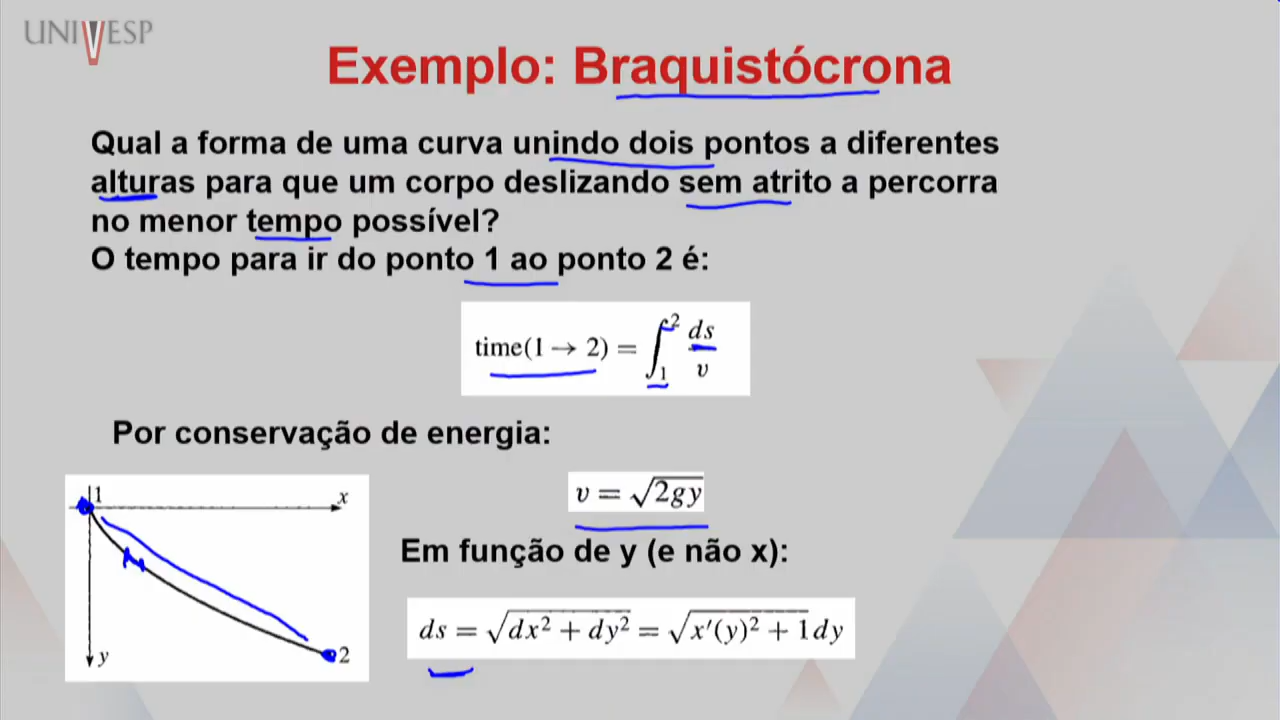 UNIVESP
Exemplo: Braquistócrona
Qual a forma de uma curva unindo dois pontos a diferentes
alturas para que um corpo deslizando sem atrito a percorra
no menor tempo possível?
O tempo para ir do ponto 1 ao ponto 2 é:
time(1 → 2) = ∫₁² ds/v
Por conservação de energia:
1
x
v = √2gy
Em função de y (e não x):
ds = √dx² + dy² = √x′(y)² + 1dy
y
2